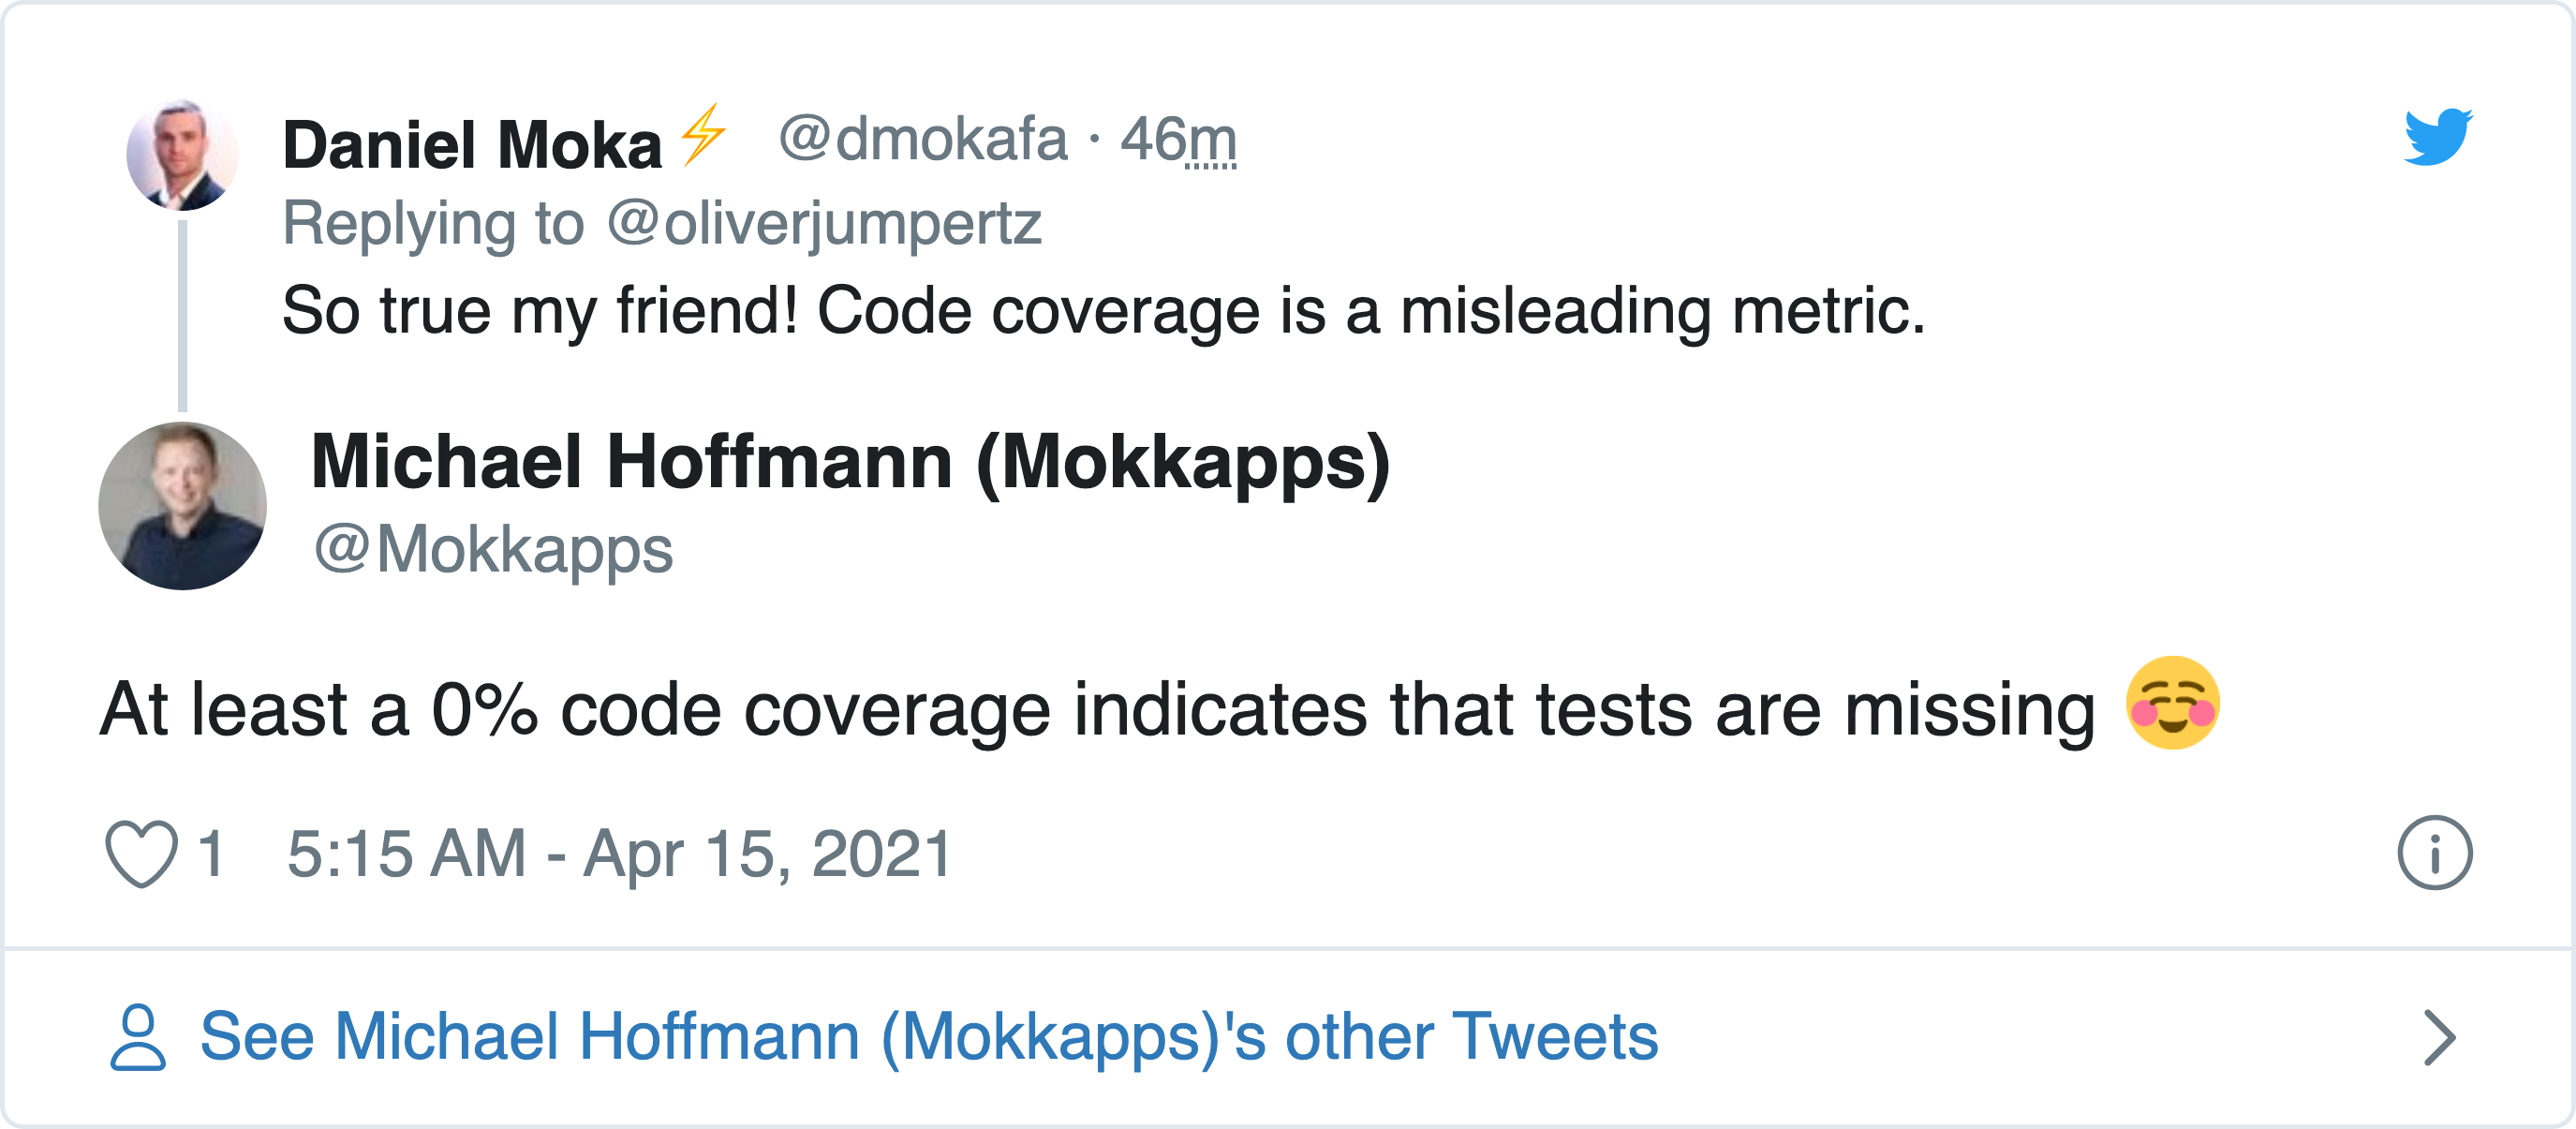 Daniel Moka⚡ @dmokafa · 46m
Replying to @oliverjumpertz
So true my friend! Code coverage is a misleading metric.
Michael Hoffmann (Mokkapps)
@Mokkapps
At least a 0% code coverage indicates that tests are missing ☺️
1 5:15 AM - Apr 15, 2021
See Michael Hoffmann (Mokkapps)'s other Tweets